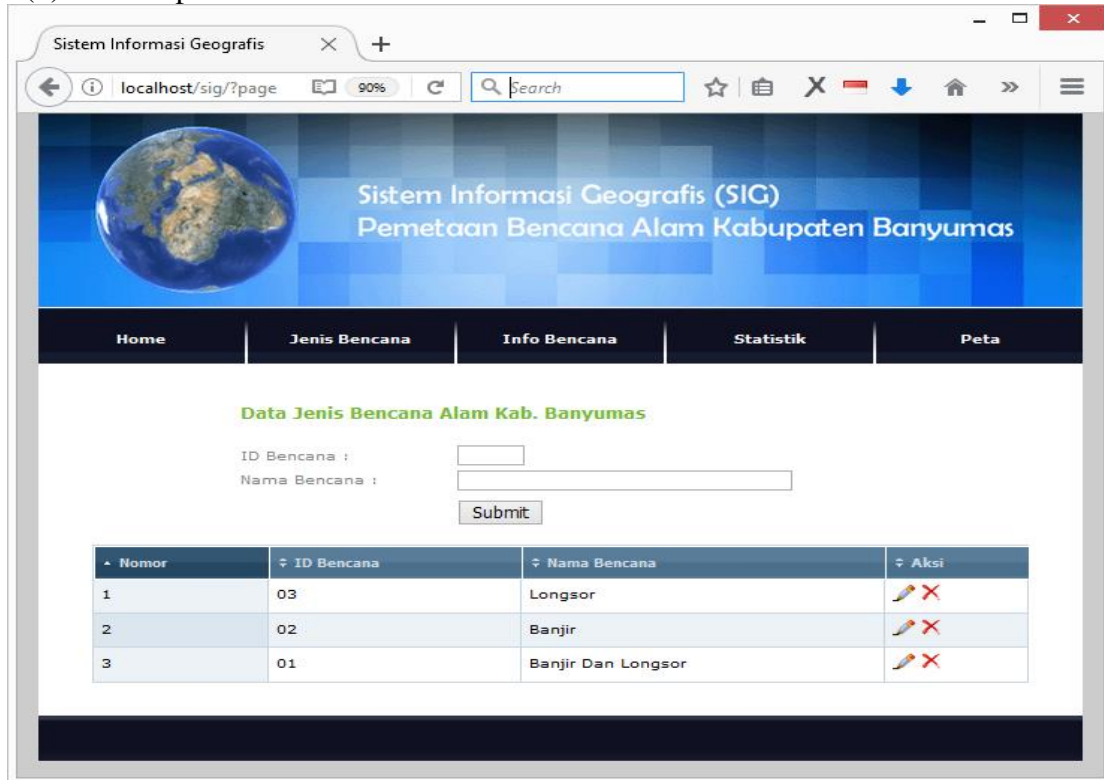 Sistem Informasi Geografis
localhost/sig/?page 90% Search
Sistem Informasi Geografis (SIG)
Pemetaan Bencana Alam Kabupaten Banyumas
Home Jenis Bencana Info Bencana Statistik Peta
Data Jenis Bencana Alam Kab. Banyumas
ID Bencana :
Nama Bencana :
Submit
Nomor ID Bencana Nama Bencana Aksi
1 03 Longsor
2 02 Banjir
3 01 Banjir Dan Longsor